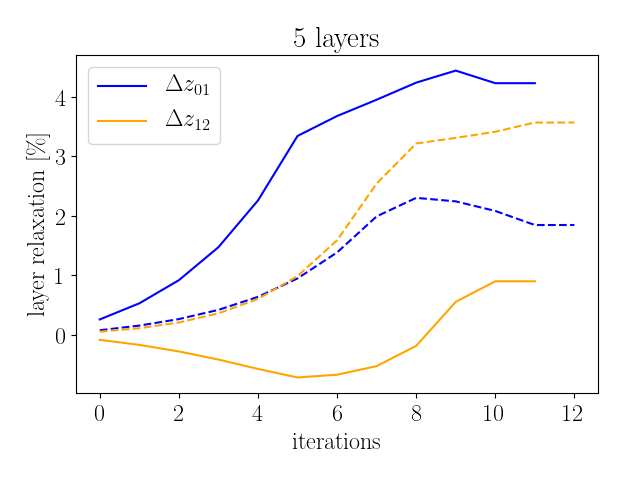 5 layers
Δz₀₁
Δz₁₂
layer relaxation [%]
4
3
2
1
0
0 2 4 6 8 10 12
iterations